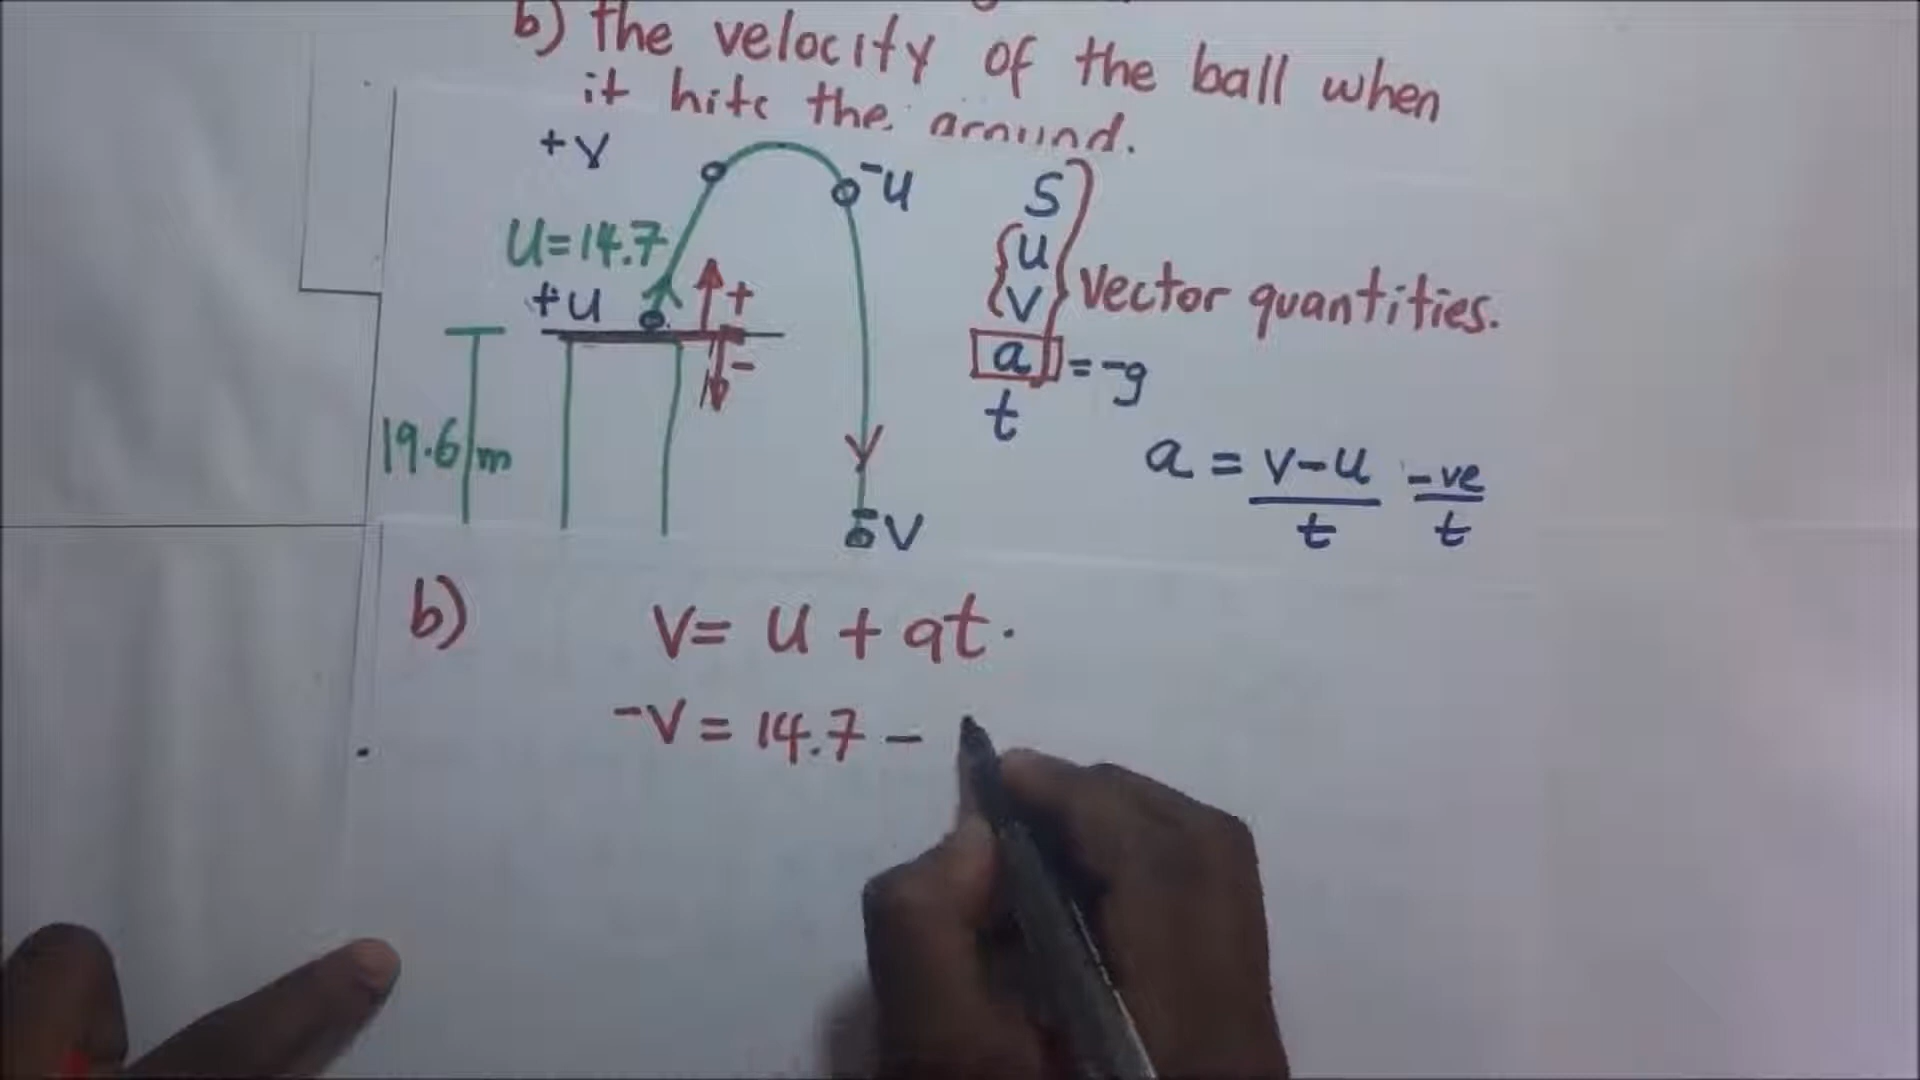 b) the velocity of the ball when
it hits the ground.
+v
-u
U=14.7
+u
+
-
19.6m
-v
S
u
v
a = -g
t
Vector quantities.
a = v-u/t -ve/t
b)
V= u + at.
-V = 14.7 -